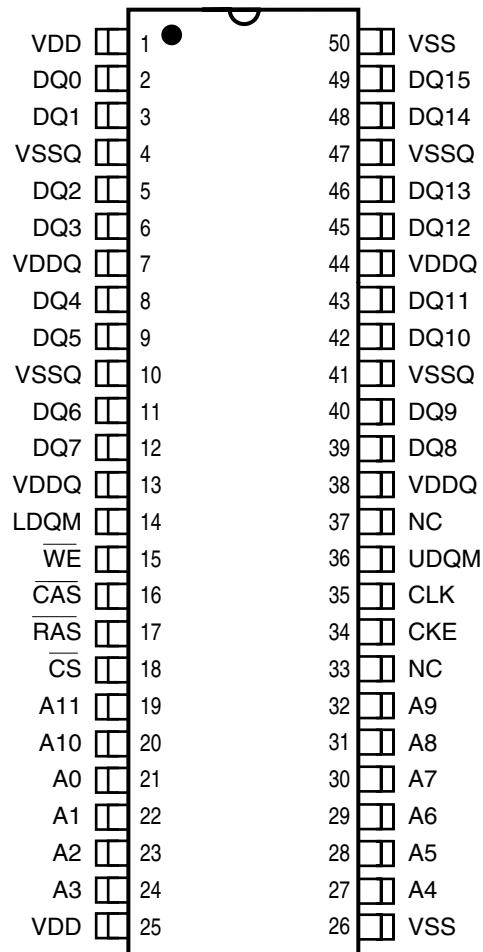 VDD 1 50 VSS
DQ0 2 49 DQ15
DQ1 3 48 DQ14
VSSQ 4 47 VSSQ
DQ2 5 46 DQ13
DQ3 6 45 DQ12
VDDQ 7 44 VDDQ
DQ4 8 43 DQ11
DQ5 9 42 DQ10
VSSQ 10 41 VSSQ
DQ6 11 40 DQ9
DQ7 12 39 DQ8
VDDQ 13 38 VDDQ
LDQM 14 37 NC
W̅E̅ 15 36 UDQM
C̅A̅S̅ 16 35 CLK
R̅A̅S̅ 17 34 CKE
C̅S̅ 18 33 NC
A11 19 32 A9
A10 20 31 A8
A0 21 30 A7
A1 22 29 A6
A2 23 28 A5
A3 24 27 A4
VDD 25 26 VSS